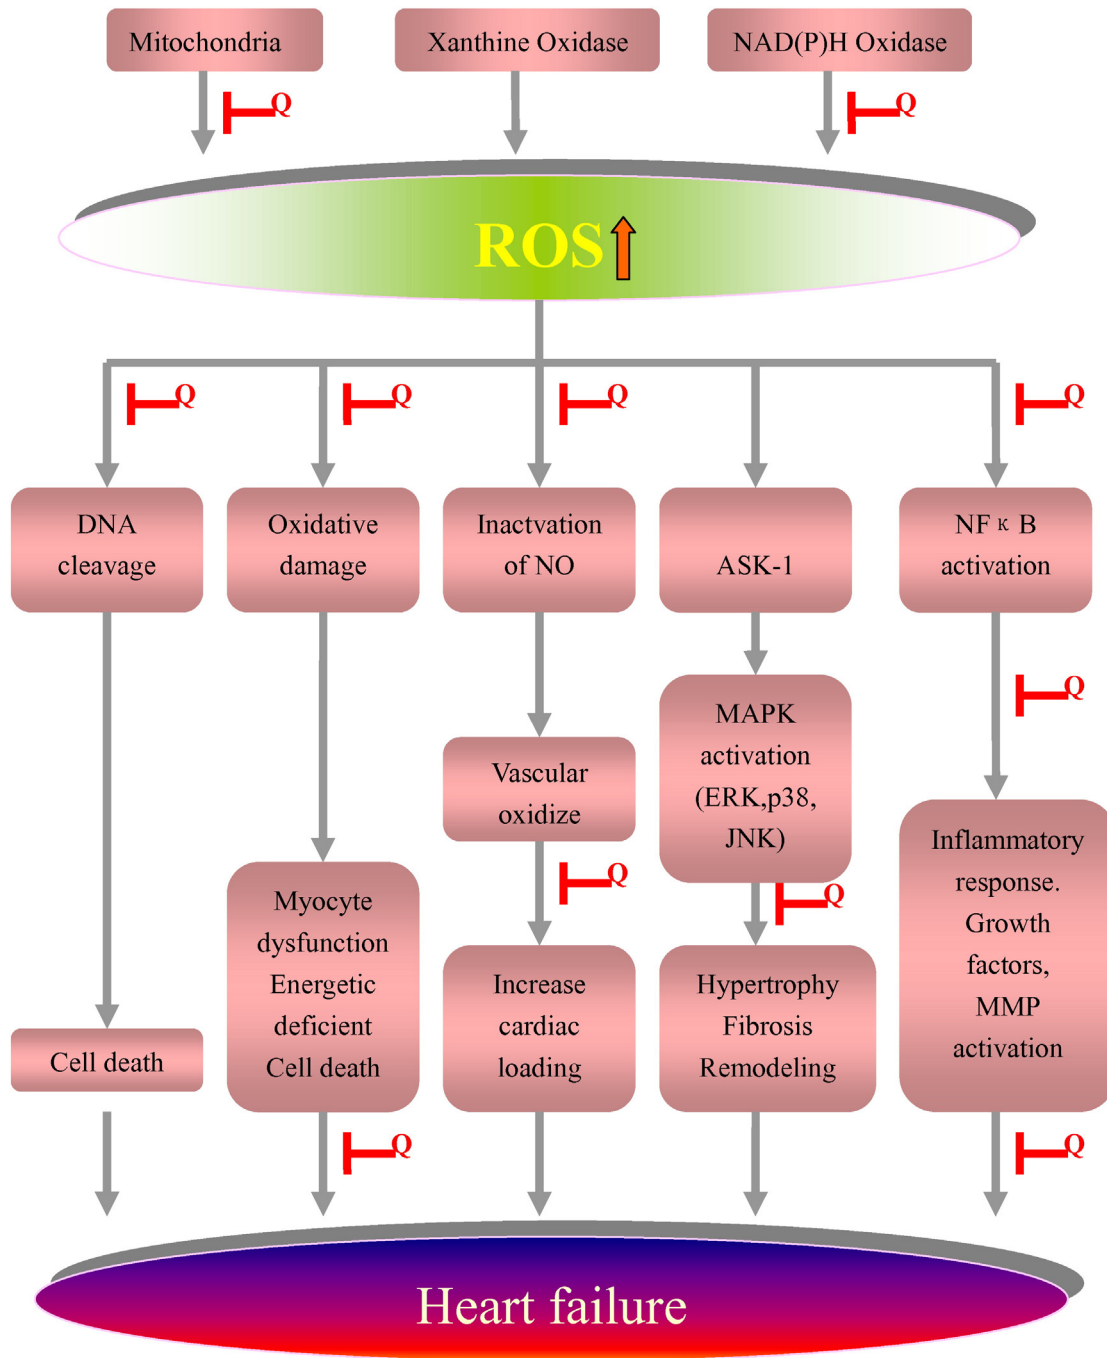 Mitochondria
Xanthine Oxidase
NAD(P)H Oxidase
Q
Q
ROS
Q
Q
Q
Q
DNA
cleavage
Oxidative
damage
Inactvation
of NO
ASK-1
NF κ B
activation
Q
MAPK
activation
(ERK,p38,
JNK)
Vascular
oxidize
Q
Q
Inflammatory
response.
Growth
factors,
MMP
activation
Myocyte
dysfunction
Energetic
deficient
Cell death
Increase
cardiac
loading
Hypertrophy
Fibrosis
Remodeling
Cell death
Q
Q
Heart failure